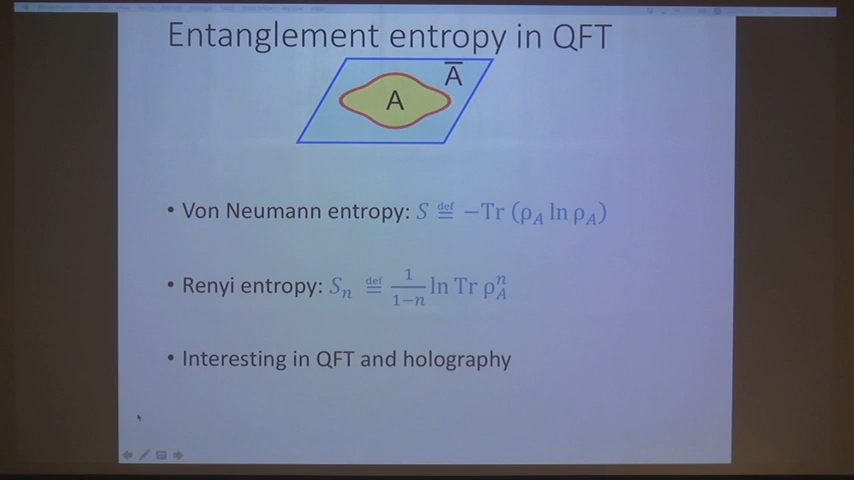 Entanglement entropy in QFT
A
Ā
• Von Neumann entropy: S ≝ −Tr (ρ_A ln ρ_A)
• Renyi entropy: S_n ≝ 1/(1−n) ln Tr ρ_A^n
• Interesting in QFT and holography